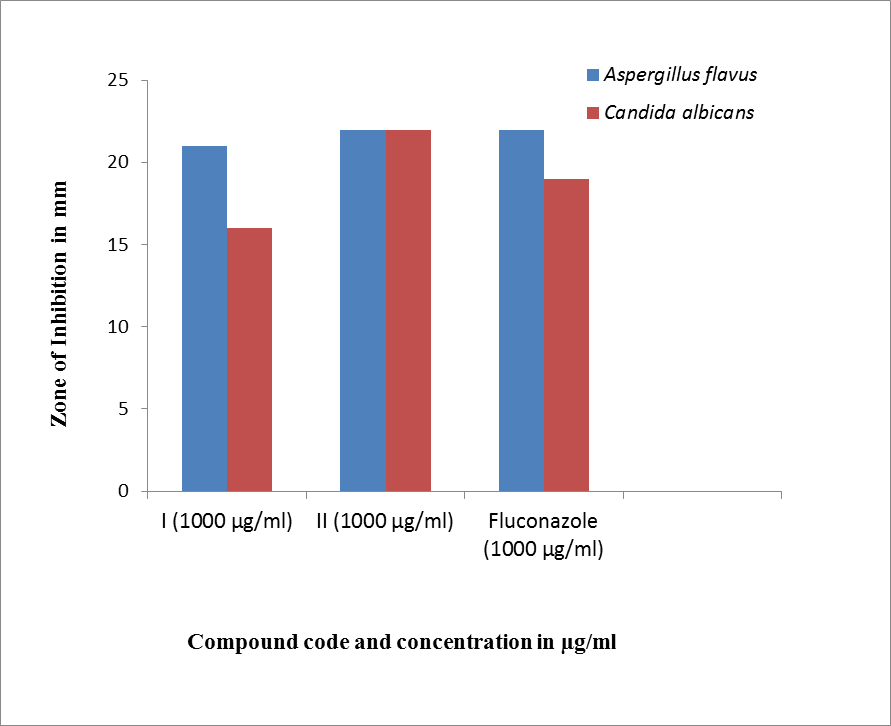 Aspergillus flavus
Candida albicans
25
20
15
10
5
0
Zone of Inhibition in mm
I (1000 µg/ml)
II (1000 µg/ml)
Fluconazole
(1000 µg/ml)
Compound code and concentration in µg/ml